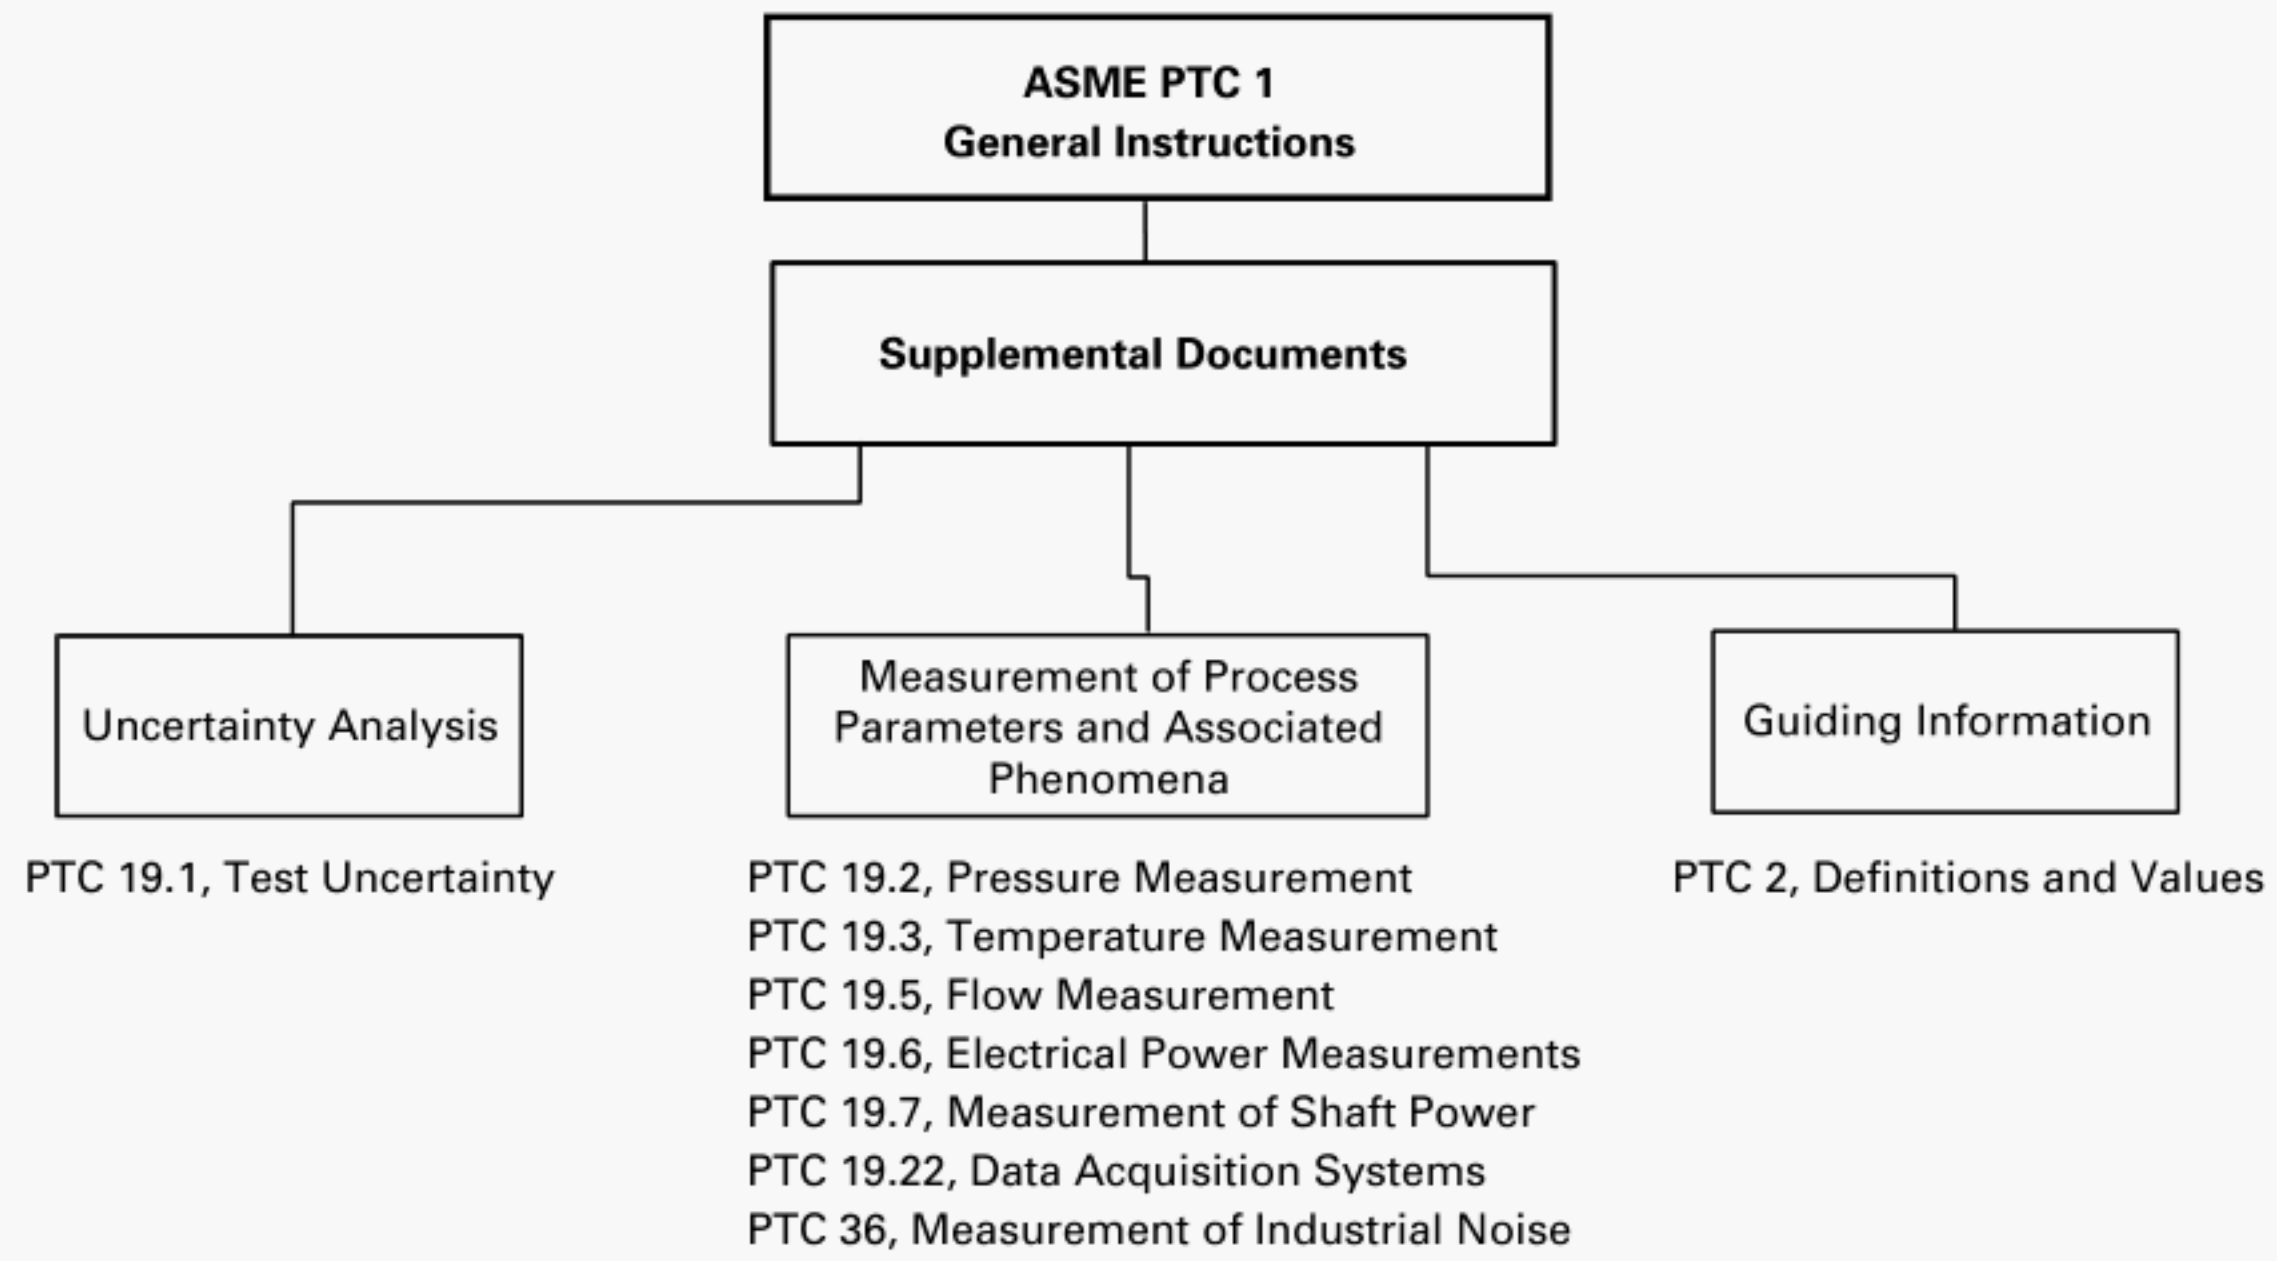 ASME PTC 1
General Instructions
Supplemental Documents
Uncertainty Analysis
PTC 19.1, Test Uncertainty
Measurement of Process
Parameters and Associated
Phenomena
PTC 19.2, Pressure Measurement
PTC 19.3, Temperature Measurement
PTC 19.5, Flow Measurement
PTC 19.6, Electrical Power Measurements
PTC 19.7, Measurement of Shaft Power
PTC 19.22, Data Acquisition Systems
PTC 36, Measurement of Industrial Noise
Guiding Information
PTC 2, Definitions and Values